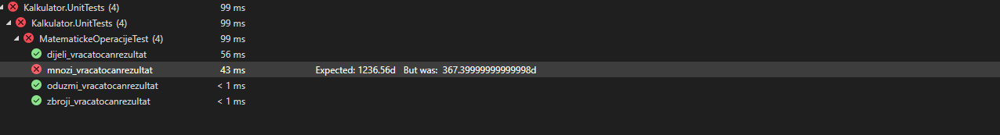 Kalkulator.UnitTests (4) 99 ms
Kalkulator.UnitTests (4) 99 ms
MatematickeOperacijeTest (4) 99 ms
dijeli_vracatocanrezultat 56 ms
mnozi_vracatocanrezultat 43 ms Expected: 1236.56d But was: 367.39999999999998d
oduzmi_vracatocanrezultat < 1 ms
zbroji_vracatocanrezultat < 1 ms